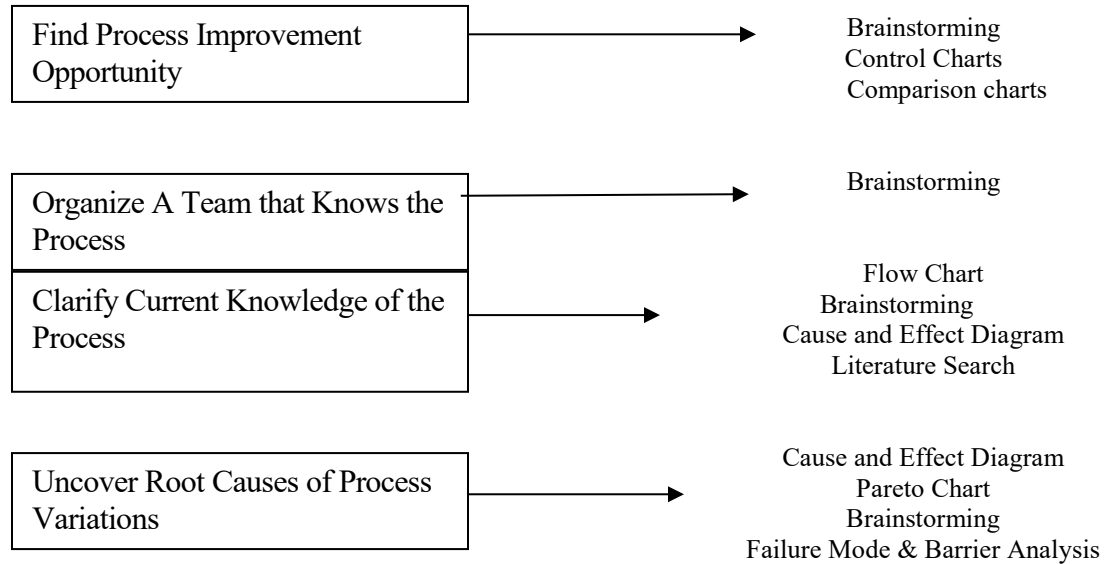 Find Process Improvement
Opportunity
Brainstorming
Control Charts
Comparison charts
Organize A Team that Knows the
Process
Brainstorming
Clarify Current Knowledge of the
Process
Flow Chart
Brainstorming
Cause and Effect Diagram
Literature Search
Uncover Root Causes of Process
Variations
Cause and Effect Diagram
Pareto Chart
Brainstorming
Failure Mode & Barrier Analysis